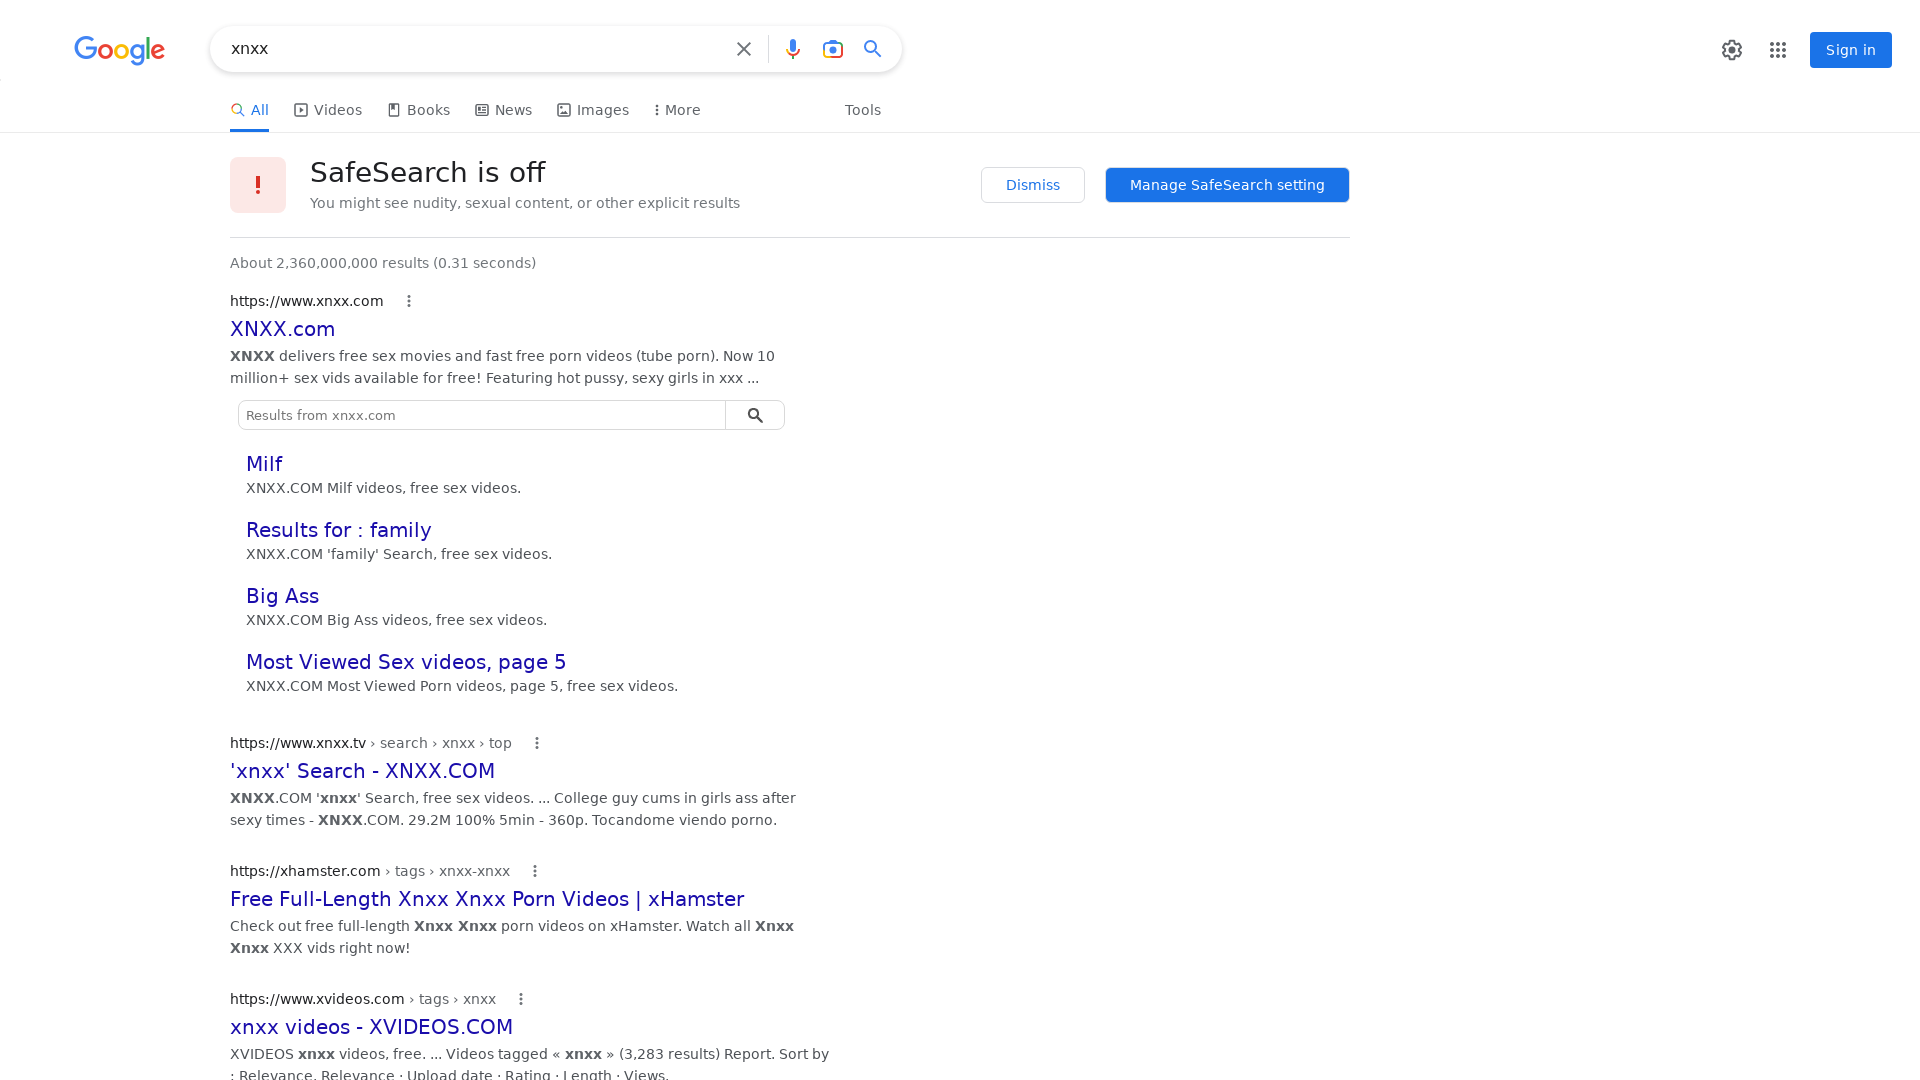 Google
xnxx
Sign in
All
Videos
Books
News
Images
More
Tools
SafeSearch is off
You might see nudity, sexual content, or other explicit results
Dismiss
Manage SafeSearch setting
About 2,360,000,000 results (0.31 seconds)
https://www.xnxx.com
XNXX.com
XNXX delivers free sex movies and fast free porn videos (tube porn). Now 10
million+ sex vids available for free! Featuring hot pussy, sexy girls in xxx ...
Results from xnxx.com
Milf
XNXX.COM Milf videos, free sex videos.
Results for : family
XNXX.COM 'family' Search, free sex videos.
Big Ass
XNXX.COM Big Ass videos, free sex videos.
Most Viewed Sex videos, page 5
XNXX.COM Most Viewed Porn videos, page 5, free sex videos.
https://www.xnxx.tv › search › xnxx › top
'xnxx' Search - XNXX.COM
XNXX.COM 'xnxx' Search, free sex videos. ... College guy cums in girls ass after
sexy times - XNXX.COM. 29.2M 100% 5min - 360p. Tocandome viendo porno.
https://xhamster.com › tags › xnxx-xnxx
Free Full-Length Xnxx Xnxx Porn Videos | xHamster
Check out free full-length Xnxx Xnxx porn videos on xHamster. Watch all Xnxx
Xnxx XXX vids right now!
https://www.xvideos.com › tags › xnxx
xnxx videos - XVIDEOS.COM
XVIDEOS xnxx videos, free. ... Videos tagged « xnxx » (3,283 results) Report. Sort by
: Relevance. Relevance · Upload date · Rating · Length · Views.